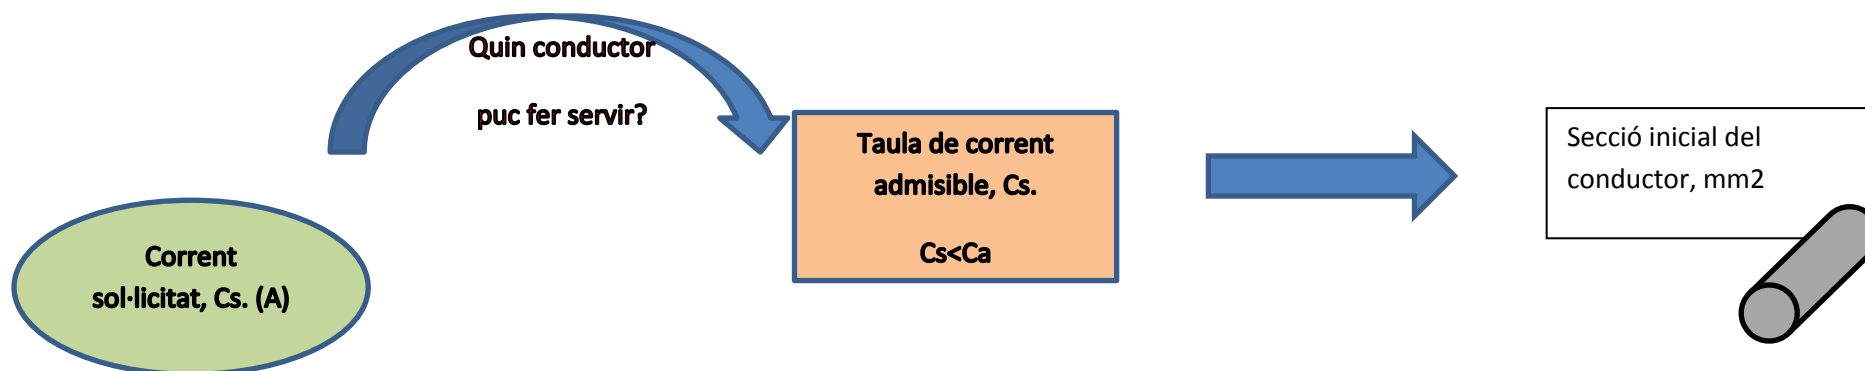 Quin conductor
puc fer servir?
Corrent
sol·licitat, Cs. (A)
Taula de corrent
admisible, Cs.
Cs<Ca
Secció inicial del
conductor, mm2